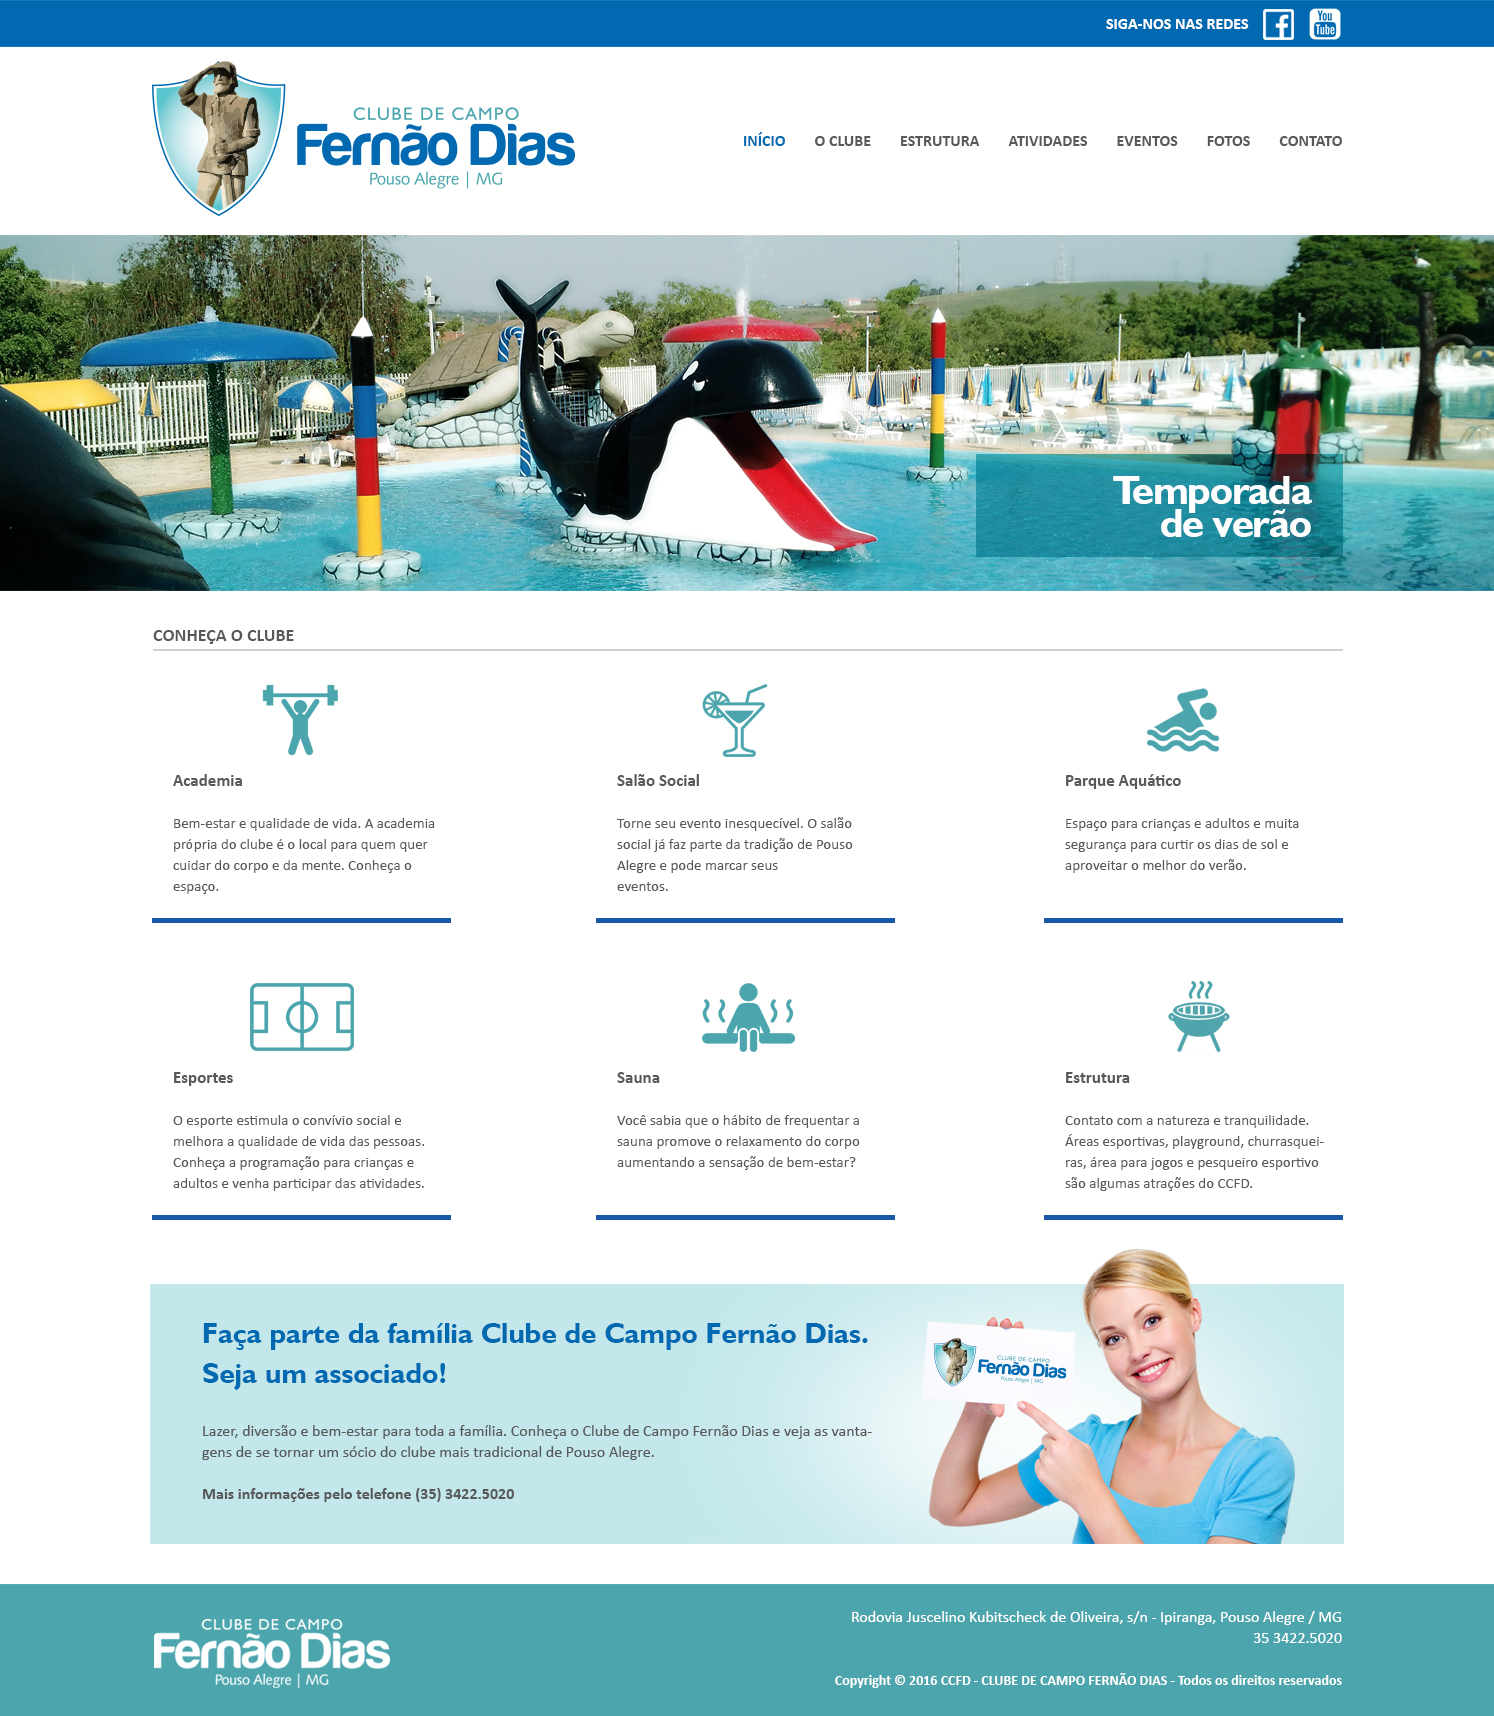 SIGA-NOS NAS REDES
You
Tube
CLUBE DE CAMPO
Fernão Dias
Pouso Alegre | MG
INÍCIO O CLUBE ESTRUTURA ATIVIDADES EVENTOS FOTOS CONTATO
C.C.F.D.
Temporada
de verão
CONHEÇA O CLUBE
Academia
Bem-estar e qualidade de vida. A academia
própria do clube é o local para quem quer
cuidar do corpo e da mente. Conheça o
espaço.
Salão Social
Torne seu evento inesquecível. O salão
social já faz parte da tradição de Pouso
Alegre e pode marcar seus
eventos.
Parque Aquático
Espaço para crianças e adultos e muita
segurança para curtir os dias de sol e
aproveitar o melhor do verão.
Esportes
O esporte estimula o convívio social e
melhora a qualidade de vida das pessoas.
Conheça a programação para crianças e
adultos e venha participar das atividades.
Sauna
Você sabia que o hábito de frequentar a
sauna promove o relaxamento do corpo
aumentando a sensação de bem-estar?
Estrutura
Contato com a natureza e tranquilidade.
Áreas esportivas, playground, churrasquei-
ras, área para jogos e pesqueiro esportivo
são algumas atrações do CCFD.
Faça parte da família Clube de Campo Fernão Dias.
Seja um associado!
Lazer, diversão e bem-estar para toda a família. Conheça o Clube de Campo Fernão Dias e veja as vanta-
gens de se tornar um sócio do clube mais tradicional de Pouso Alegre.
Mais informações pelo telefone (35) 3422.5020
CLUBE DE CAMPO
Fernão Dias
Pouso Alegre | MG
CLUBE DE CAMPO
Fernão Dias
Pouso Alegre | MG
Rodovia Juscelino Kubitscheck de Oliveira, s/n - Ipiranga, Pouso Alegre / MG
35 3422.5020
Copyright © 2016 CCFD - CLUBE DE CAMPO FERNÃO DIAS - Todos os direitos reservados